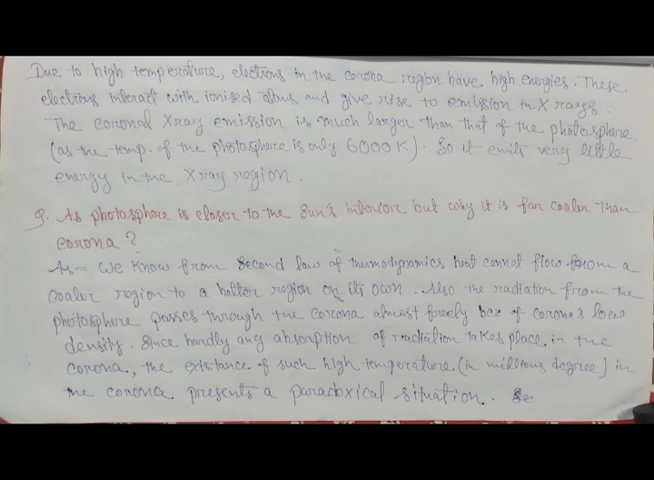 Due to high temperature, electrons in the corona region have high energies. These
electrons interact with ionised atoms and give rise to emission in X rays.
The coronal Xray emission is much larger than that of the photosphere
(as the temp. of the photosphere is only 6000 K). So it emits very little
energy in the X ray region.
Q. As photosphere is closer to the Sun's interior but why it is far cooler than
corona?
As- We know from second law of thermodynamics heat cannot flow from a
cooler region to a hotter region on its own. Also the radiation from the
photosphere passes through the corona almost freely bcz of corona's low
density. Since hardly any absorption of radiation takes place in the
corona, the existance of such high temperature (in millions degree) in
the corona presents a paradoxical situation. Se